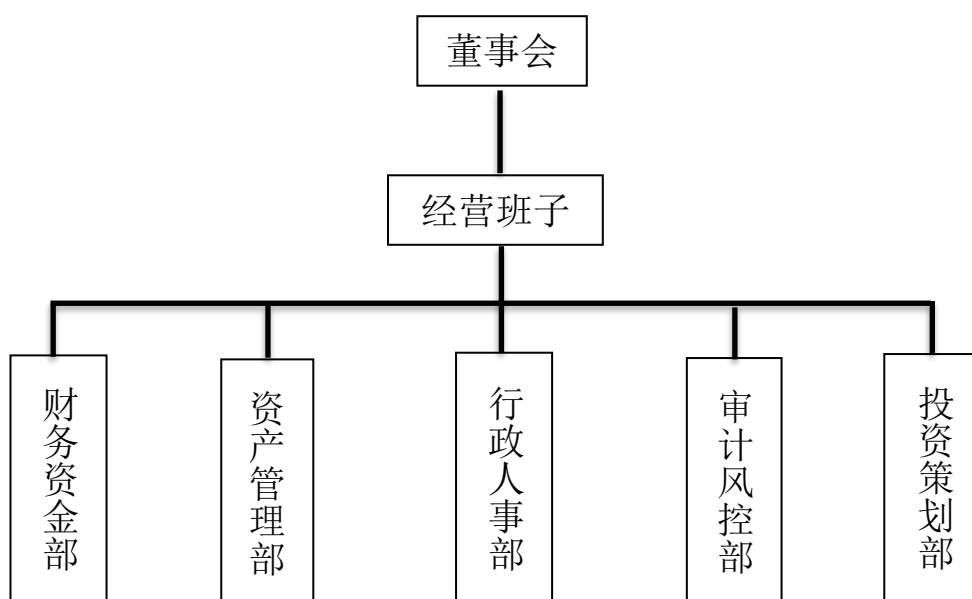 董事会
经营班子
财务资金部
资产管理部
行政人事部
审计风控部
投资策划部